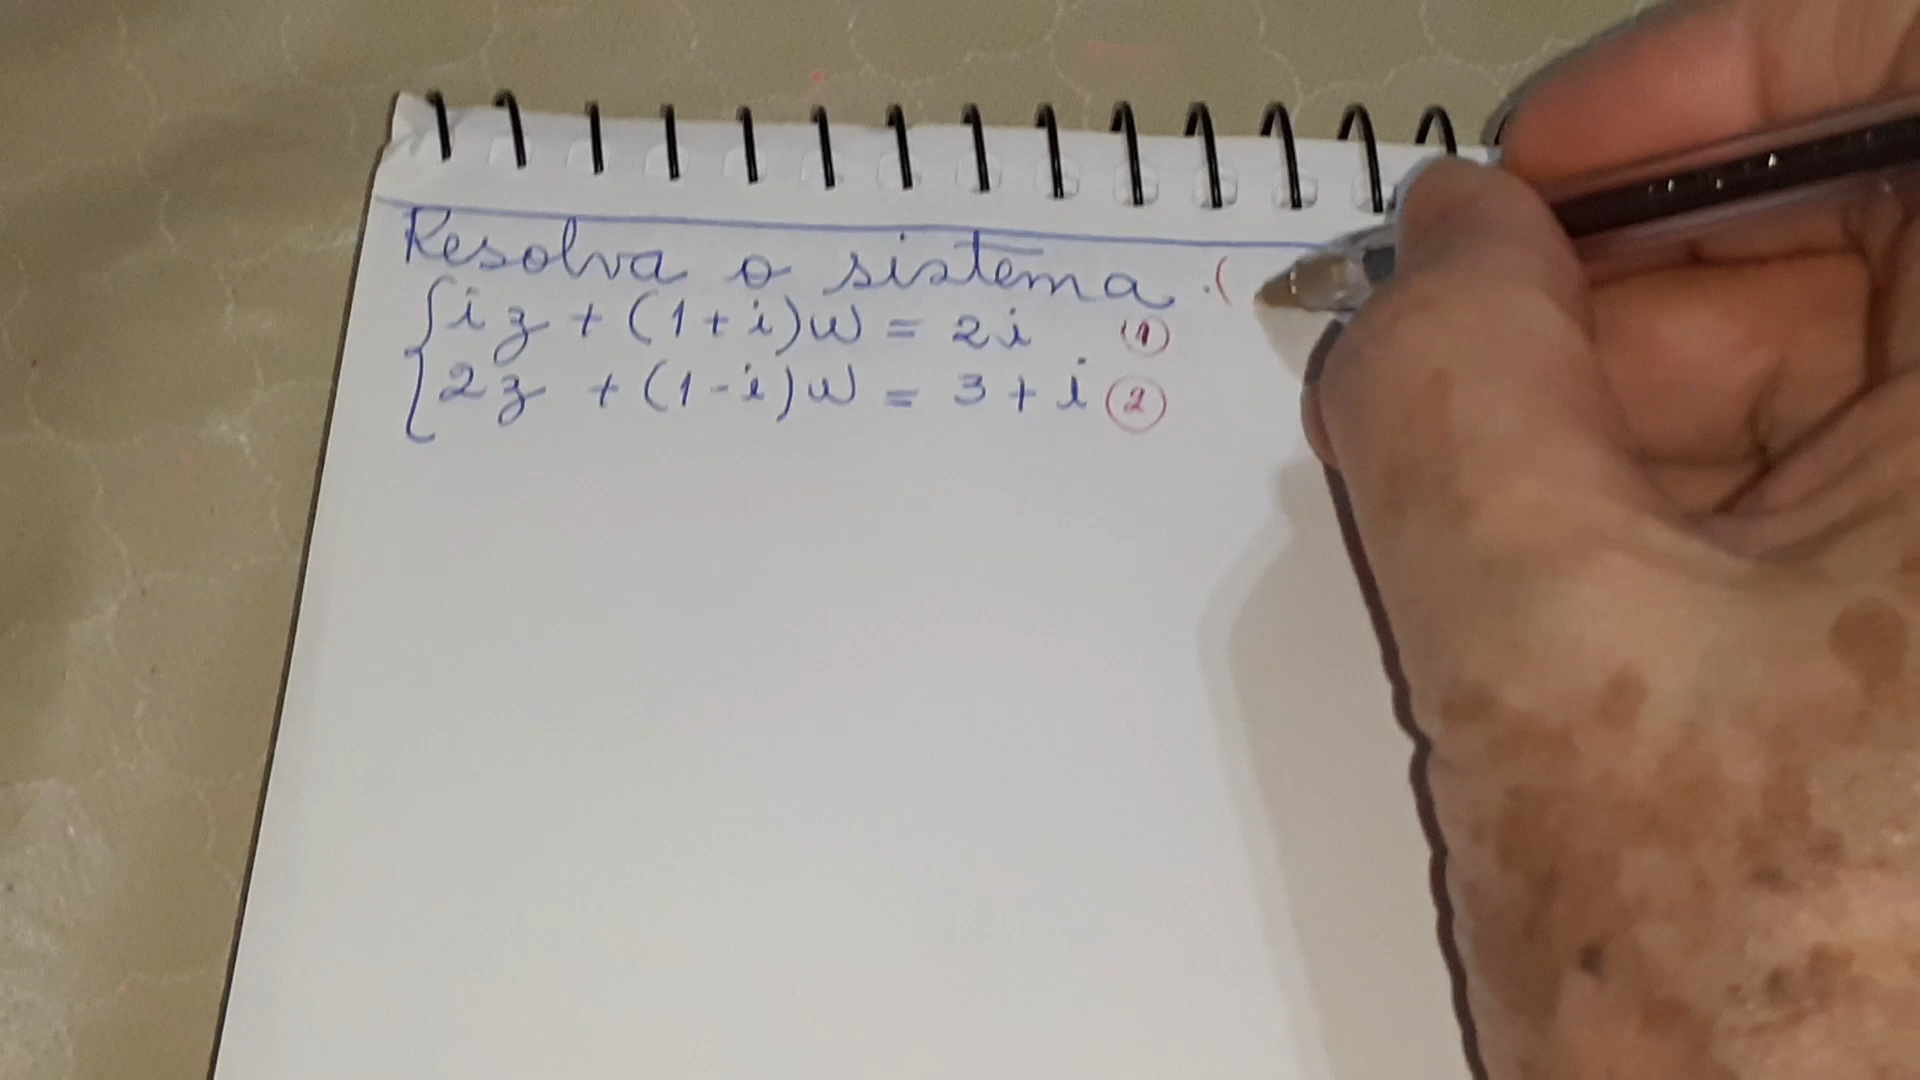 Resolva o sistema .(
iz + (1+i)w = 2i (1)
2z + (1-i)w = 3+i (2)